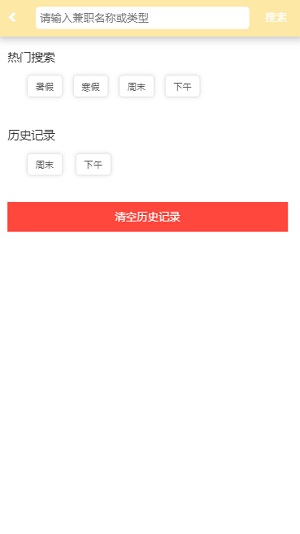 请输入兼职名称或类型 搜索
热门搜索
暑假 寒假 周末 下午
历史记录
周末 下午
清空历史记录